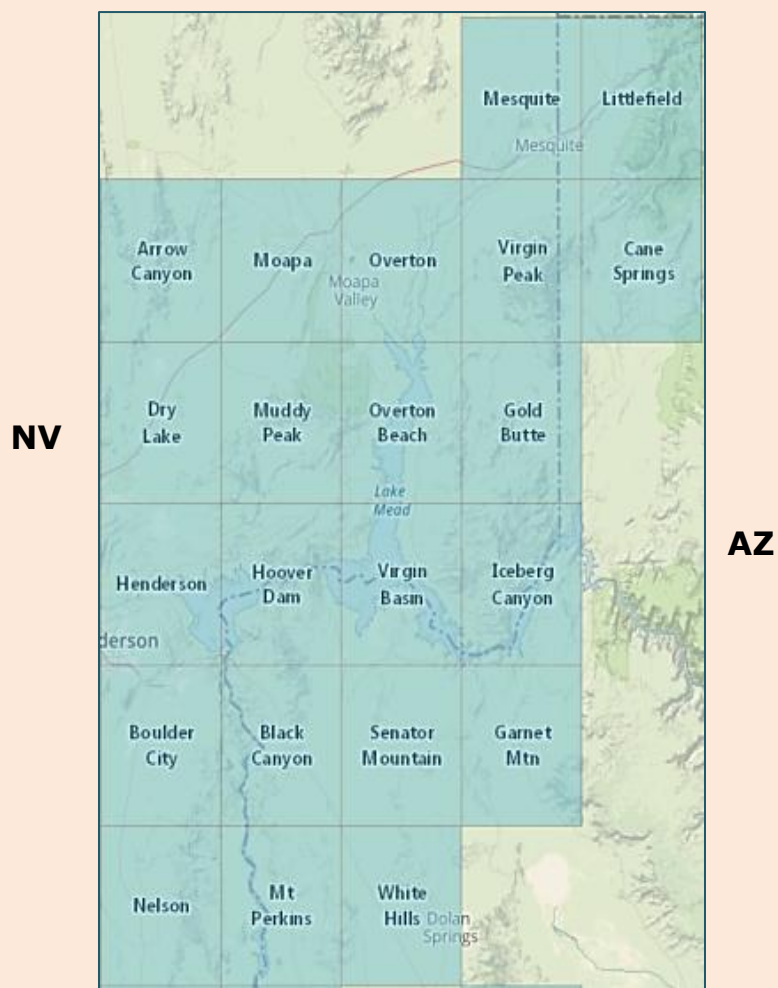 Mesquite
Littlefield
Mesquite
Arrow
Canyon
Moapa
Overton
Virgin
Peak
Cane
Springs
Moapa
Valley
NV
Dry
Lake
Muddy
Peak
Overton
Beach
Gold
Butte
Lake
Mead
AZ
Henderson
Hoover
Dam
Virgin
Basin
Iceberg
Canyon
derson
Boulder
City
Black
Canyon
Senator
Mountain
Garnet
Mtn
Nelson
Mt
Perkins
White
Hills
Dolan
Springs